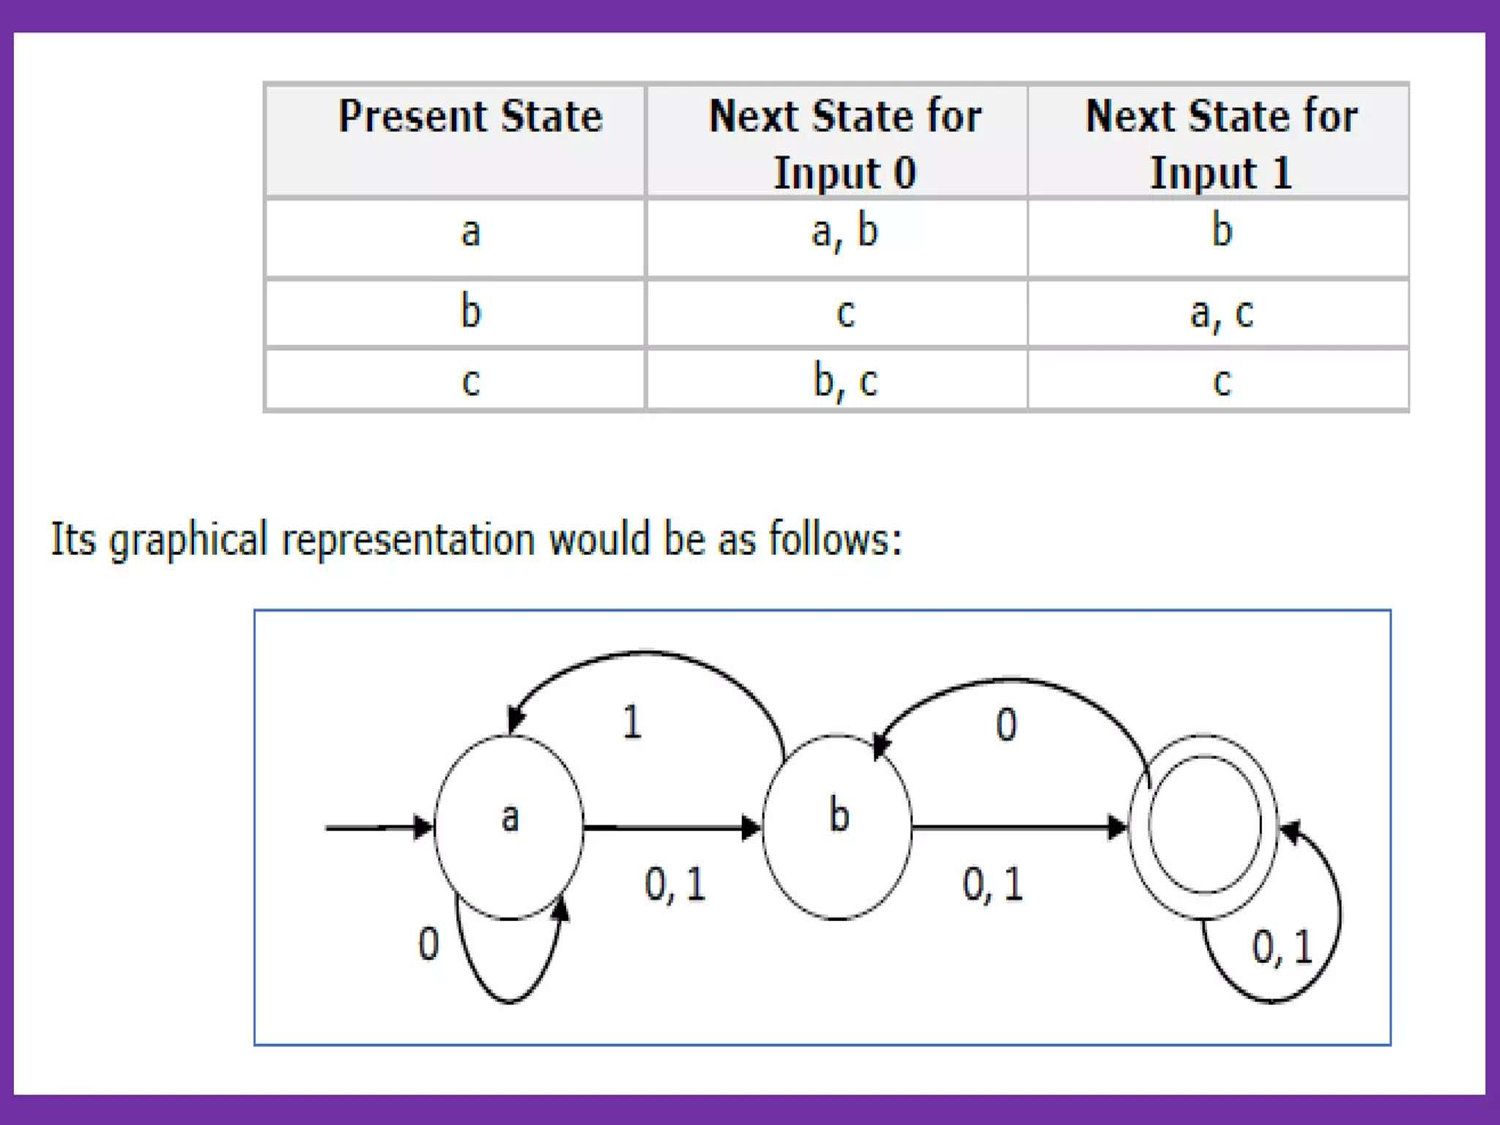 Present State Next State for Input 0 Next State for Input 1
a a, b b
b c a, c
c b, c c
Its graphical representation would be as follows:
1 0
a b
0, 1 0, 1
0 0, 1